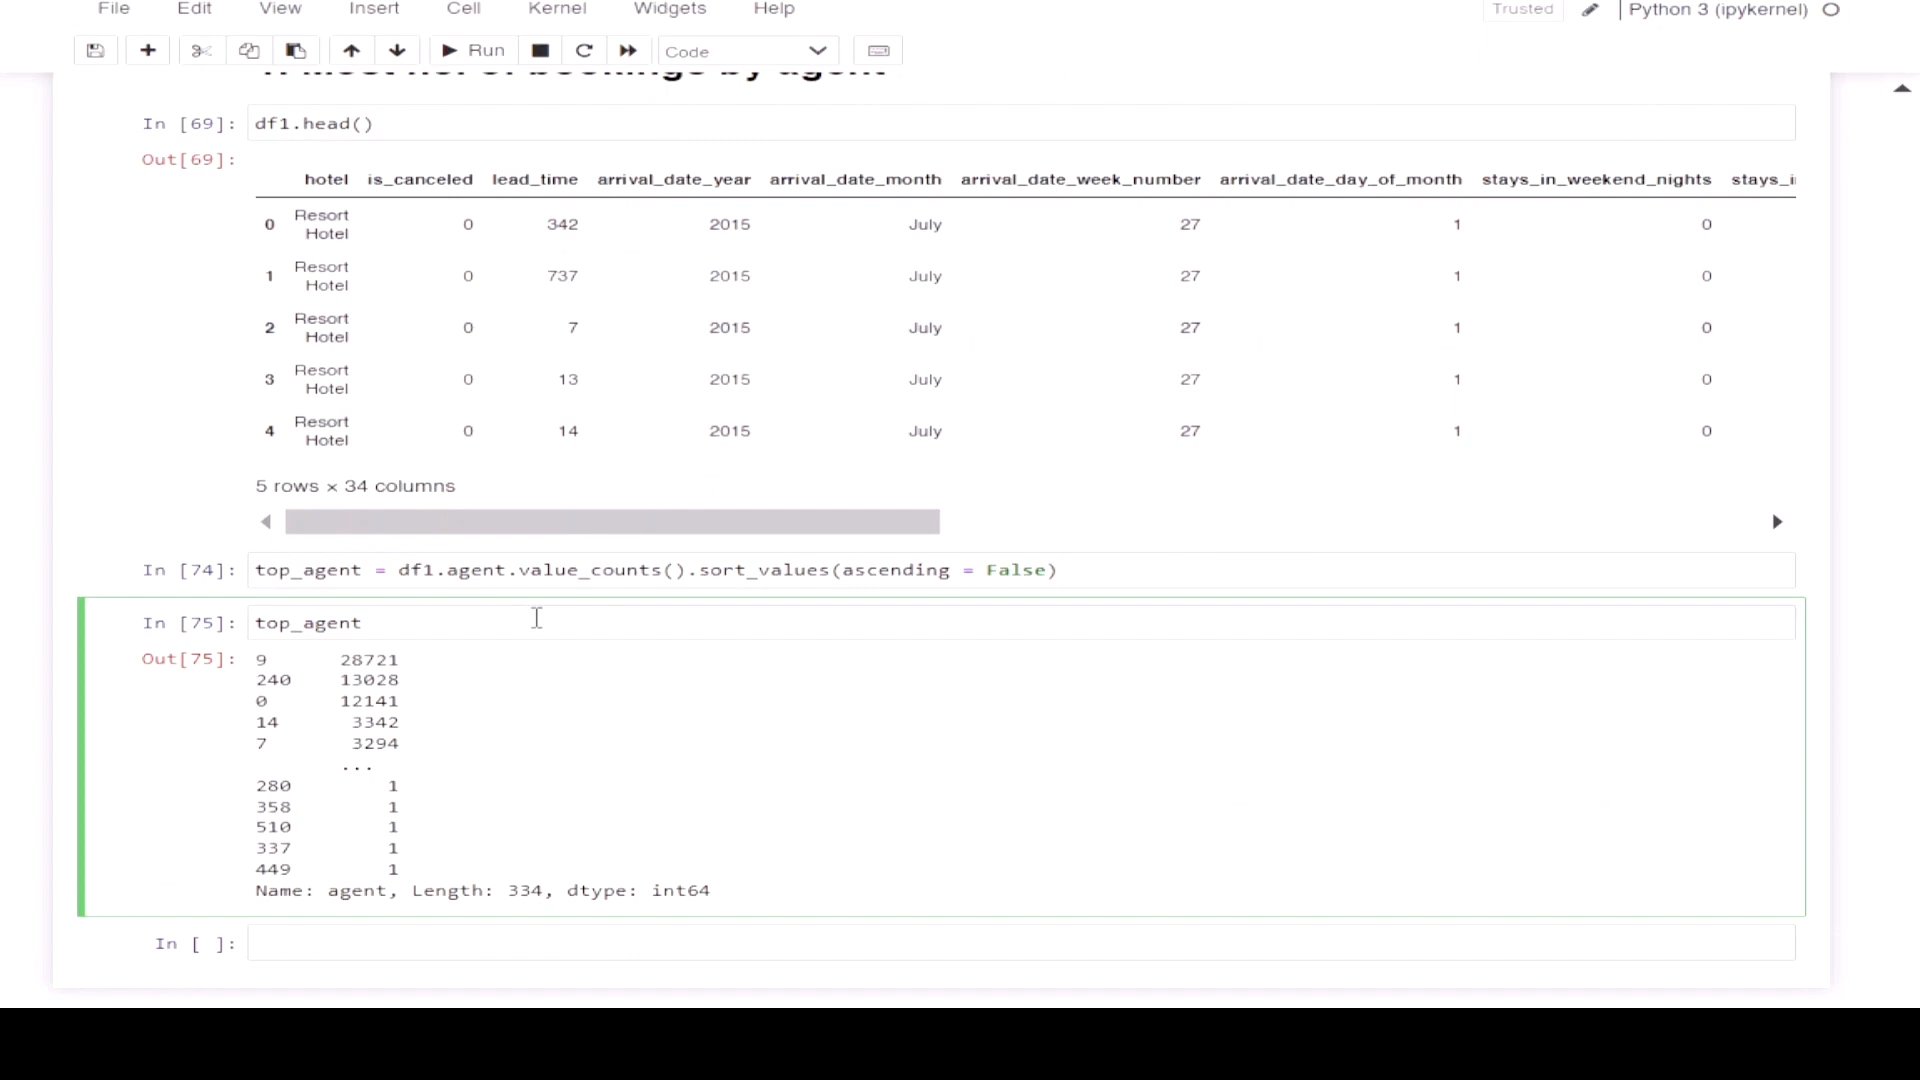 File Edit View Insert Cell Kernel Widgets Help Trusted Python 3 (ipykernel)
Run Code
of bookings by agent
In [69]: df1.head()
Out[69]:
hotel is_canceled lead_time arrival_date_year arrival_date_month arrival_date_week_number arrival_date_day_of_month stays_in_weekend_nights stays_i
0 Resort Hotel 0 342 2015 July 27 1 0
1 Resort Hotel 0 737 2015 July 27 1 0
2 Resort Hotel 0 7 2015 July 27 1 0
3 Resort Hotel 0 13 2015 July 27 1 0
4 Resort Hotel 0 14 2015 July 27 1 0
5 rows × 34 columns
In [74]: top_agent = df1.agent.value_counts().sort_values(ascending = False)
In [75]: top_agent
Out[75]: 9 28721
240 13028
0 12141
14 3342
7 3294
...
280 1
358 1
510 1
337 1
449 1
Name: agent, Length: 334, dtype: int64
In [ ]: